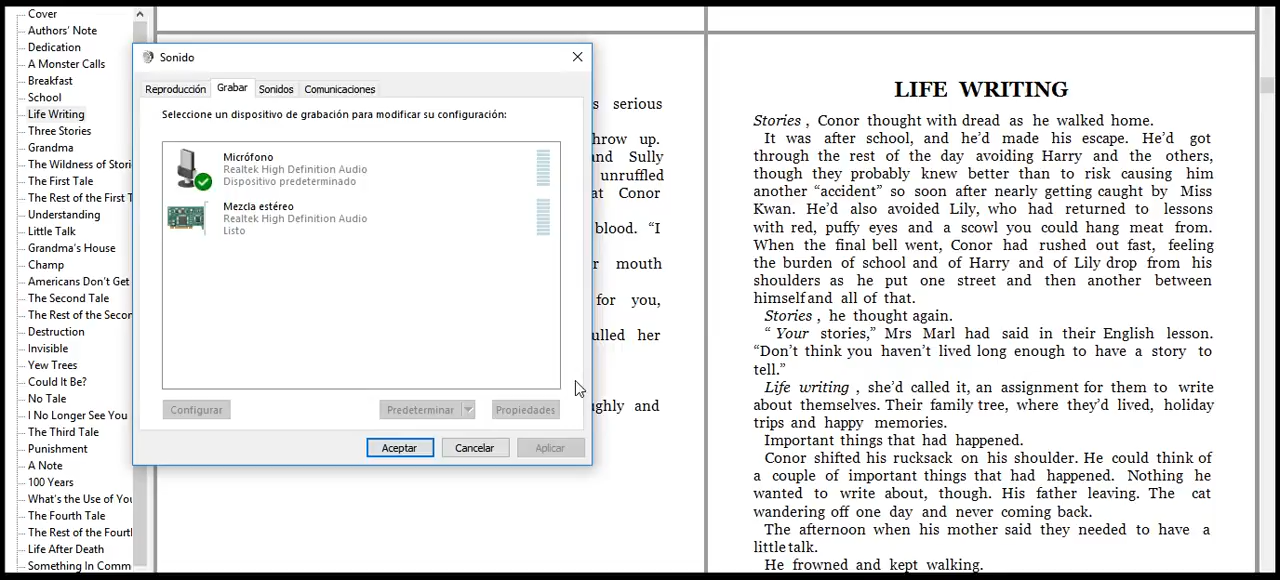 Cover
Authors' Note
Dedication
A Monster Calls
Breakfast
School
Life Writing
Three Stories
Grandma
The Wildness of Stori
The First Tale
The Rest of the First T
Understanding
Little Talk
Grandma's House
Champ
Americans Don't Get
The Second Tale
The Rest of the Secor
Destruction
Invisible
Yew Trees
Could It Be?
No Tale
I No Longer See You
The Third Tale
Punishment
A Note
100 Years
What's the Use of You
The Fourth Tale
The Rest of the Fourth
Life After Death
Something In Comm
Sonido
Reproducción
Grabar
Sonidos
Comunicaciones
Seleccione un dispositivo de grabación para modificar su configuración:
Micrófono
Realtek High Definition Audio
Dispositivo predeterminado
Mezcla estéreo
Realtek High Definition Audio
Listo
Configurar
Predeterminar
Propiedades
Aceptar
Cancelar
Aplicar
s serious
hrow up.
nd Sully
unruffled
at Conor
blood. “I
r mouth
for you,
ulled her
ughly and
LIFE WRITING
Stories , Conor thought with dread as he walked home.
It was after school, and he’d made his escape. He’d got
through the rest of the day avoiding Harry and the others,
though they probably knew better than to risk causing him
another “accident” so soon after nearly getting caught by Miss
Kwan. He’d also avoided Lily, who had returned to lessons
with red, puffy eyes and a scowl you could hang meat from.
When the final bell went, Conor had rushed out fast, feeling
the burden of school and of Harry and of Lily drop from his
shoulders as he put one street and then another between
himself and all of that.
Stories , he thought again.
“ Your stories,” Mrs Marl had said in their English lesson.
“Don’t think you haven’t lived long enough to have a story to
tell.”
Life writing , she’d called it, an assignment for them to write
about themselves. Their family tree, where they’d lived, holiday
trips and happy memories.
Important things that had happened.
Conor shifted his rucksack on his shoulder. He could think of
a couple of important things that had happened. Nothing he
wanted to write about, though. His father leaving. The cat
wandering off one day and never coming back.
The afternoon when his mother said they needed to have a
little talk.
He frowned and kept walking.